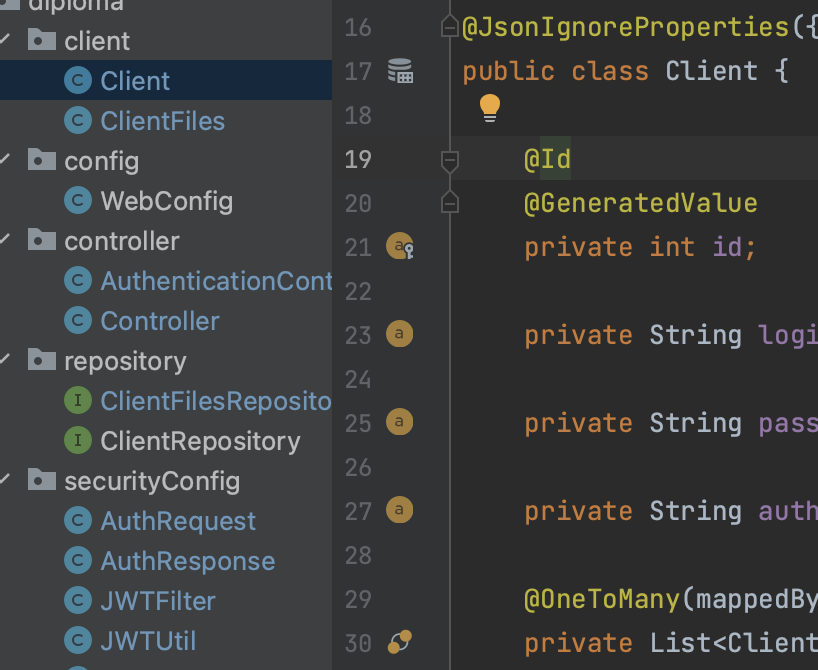 diploma
client
Client
ClientFiles
config
WebConfig
controller
AuthenticationCont
Controller
repository
ClientFilesReposito
ClientRepository
securityConfig
AuthRequest
AuthResponse
JWTFilter
JWTUtil
16 @JsonIgnoreProperties({
17 public class Client {
18
19 @Id
20 @GeneratedValue
21 private int id;
22
23 private String logi
24
25 private String pass
26
27 private String auth
28
29 @OneToMany(mappedBy
30 private List<Client